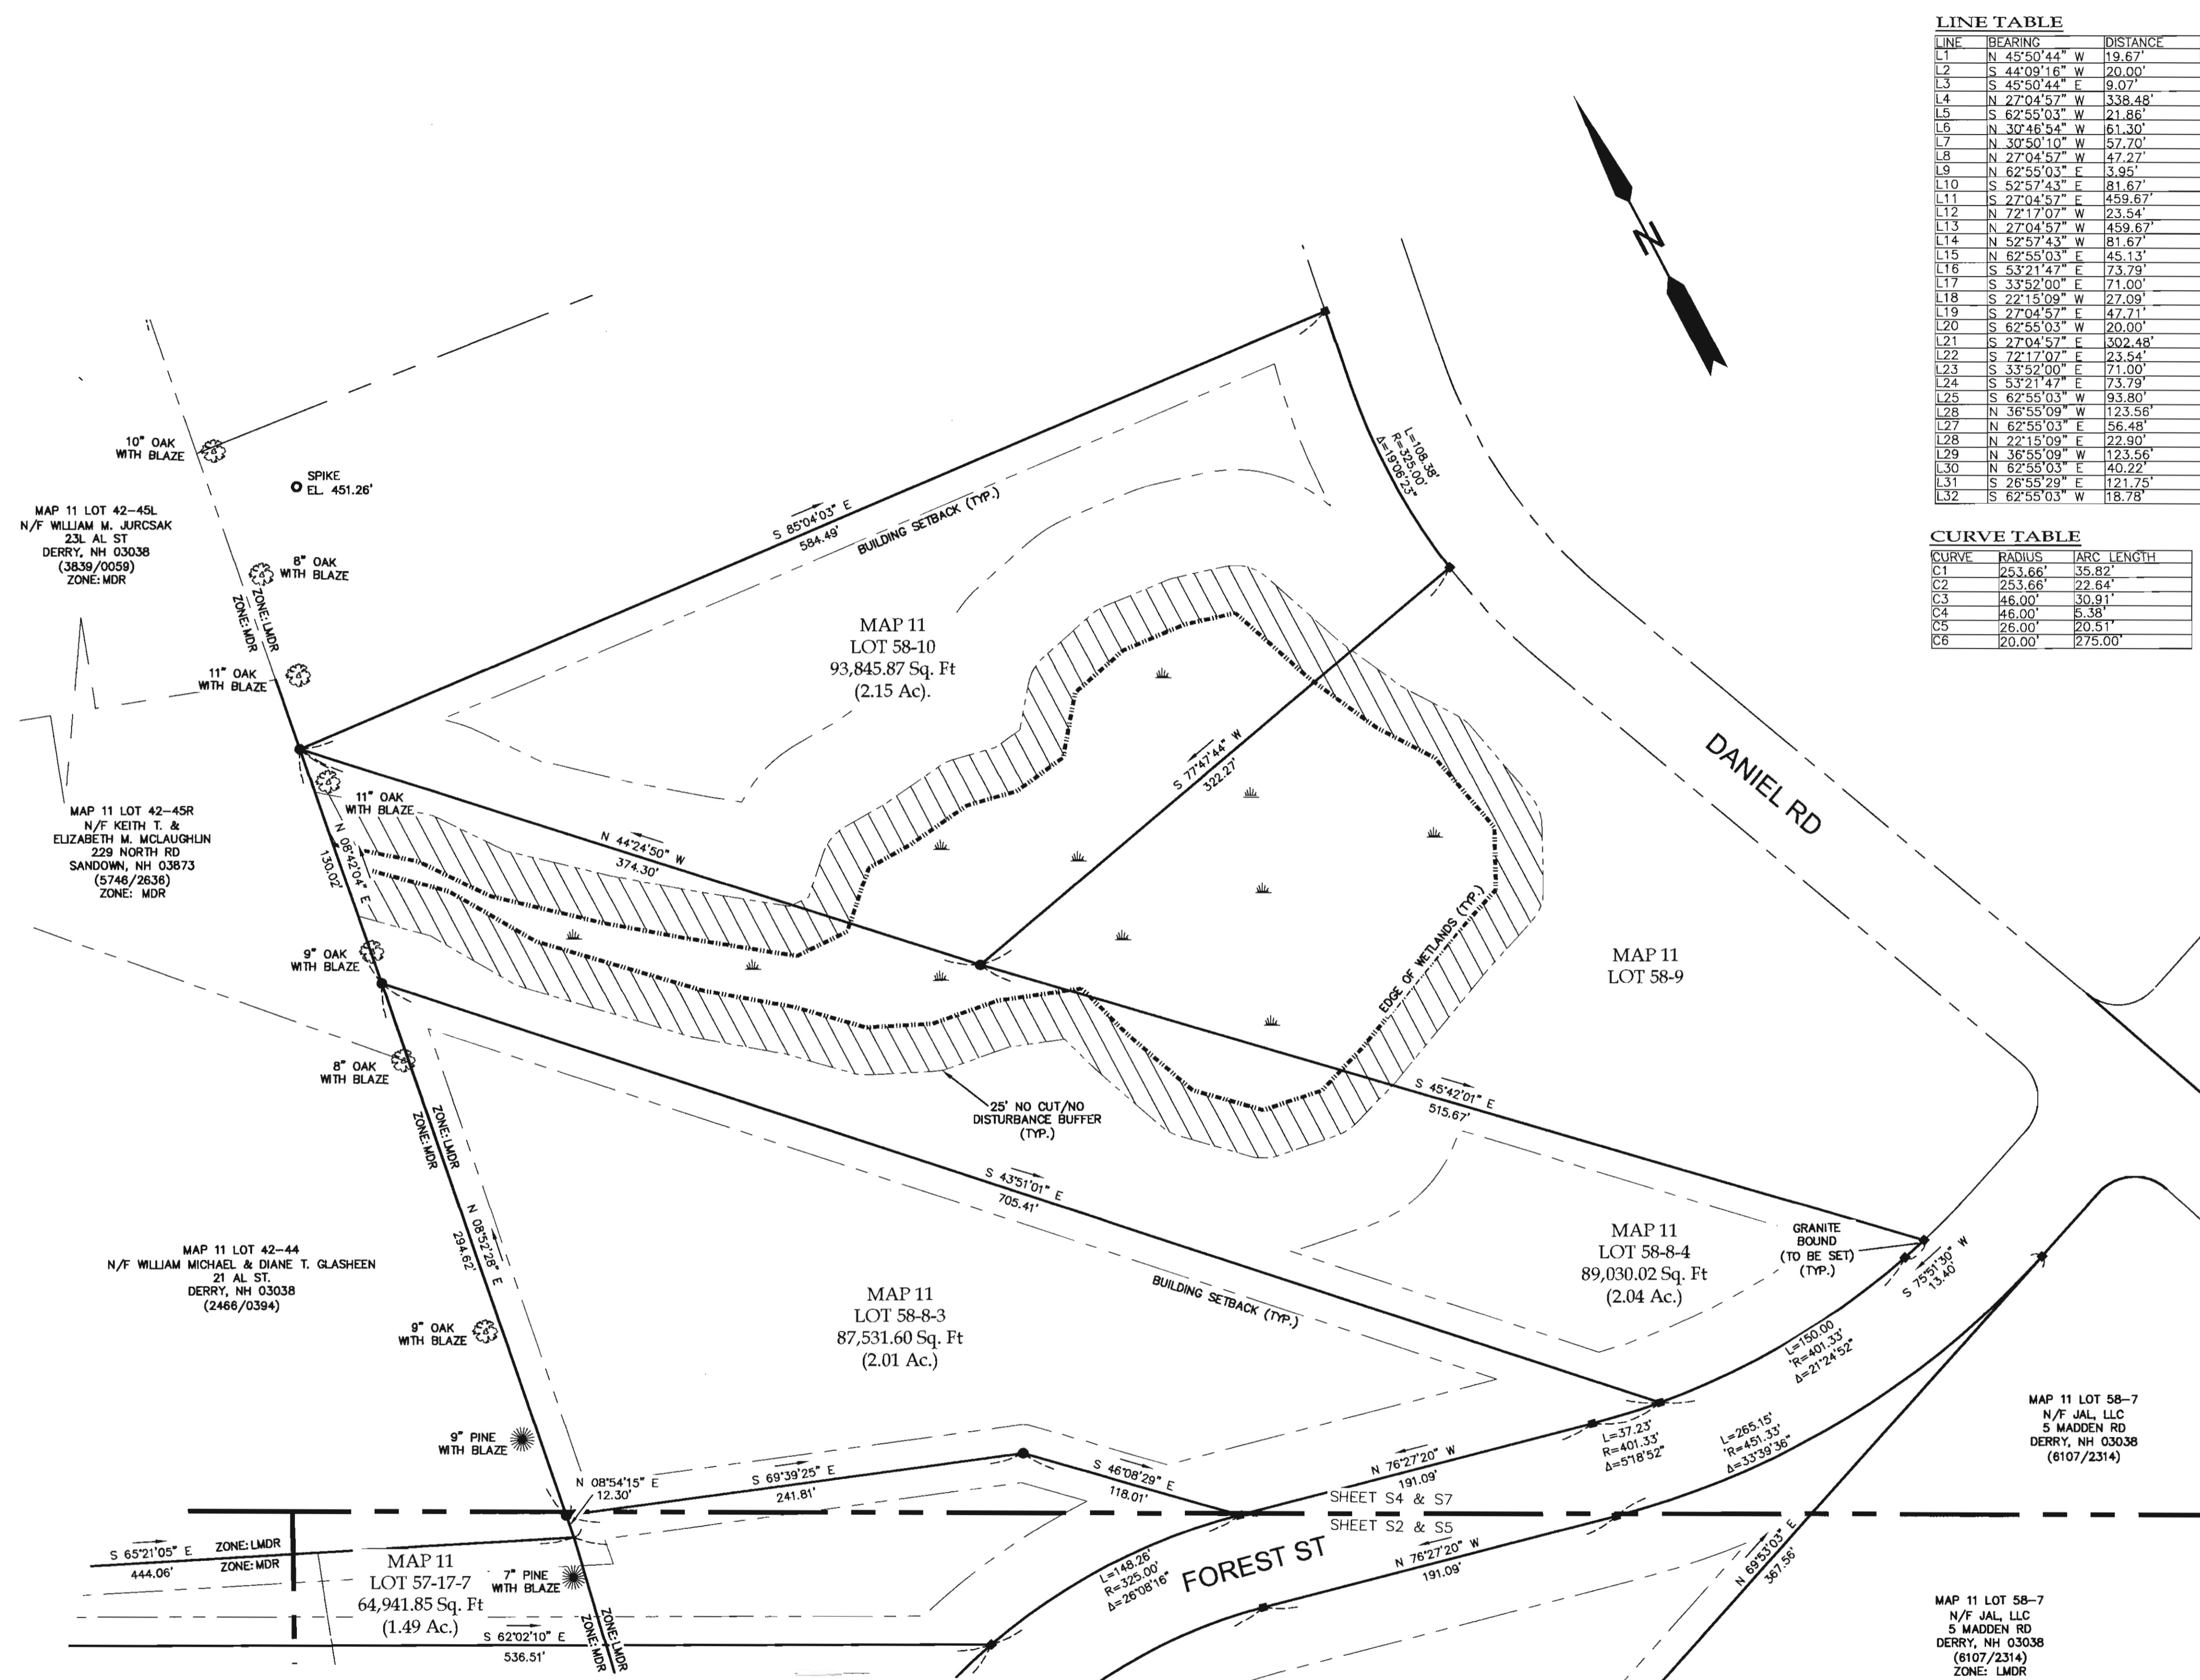 LINE TABLE
LINE BEARING DISTANCE
L1 N 45°50'44" W 19.67'
L2 S 44°09'16" W 20.00'
L3 S 45°50'44" E 9.07'
L4 N 27°04'57" W 338.48'
L5 S 62°55'03" W 21.86'
L6 N 30°46'54" W 61.30'
L7 N 30°50'10" W 57.70'
L8 N 27°04'57" W 47.27'
L9 N 62°55'03" E 3.95'
L10 S 52°57'43" E 81.67'
L11 S 27°04'57" E 459.67'
L12 N 72°17'07" W 23.54'
L13 N 27°04'57" W 459.67'
L14 N 52°57'43" W 81.67'
L15 N 62°55'03" E 45.13'
L16 S 53°21'47" E 73.79'
L17 S 33°52'00" E 71.00'
L18 S 22°15'09" W 27.09'
L19 S 27°04'57" E 47.71'
L20 S 62°55'03" W 20.00'
L21 S 27°04'57" E 302.48'
L22 S 72°17'07" E 23.54'
L23 S 33°52'00" E 71.00'
L24 S 53°21'47" E 73.79'
L25 S 62°55'03" W 93.80'
L28 N 36°55'09" W 123.56'
L27 N 62°55'03" E 56.48'
L28 N 22°15'09" E 22.90'
L29 N 36°55'09" W 123.56'
L30 N 62°55'03" E 40.22'
L31 S 26°55'29" E 121.75'
L32 S 62°55'03" W 18.78'
CURVE TABLE
CURVE RADIUS ARC LENGTH
C1 253.66' 35.82'
C2 253.66' 22.64'
C3 46.00' 30.91'
C4 46.00' 5.38'
C5 26.00' 20.51'
C6 20.00' 275.00'
N
10" OAK
WITH BLAZE
SPIKE
EL. 451.26'
MAP 11 LOT 42-45L
N/F WILLIAM M. JURCSAK
23L AL ST
DERRY, NH 03038
(3839/0059)
ZONE: MDR
8" OAK
WITH BLAZE
ZONE: LMDR
ZONE: MDR
11" OAK
WITH BLAZE
S 85°04'03" E
584.49'
BUILDING SETBACK (TYP.)
L=108.38'
R=325.00'
Δ=19°06'23"
MAP 11
LOT 58-10
93,845.87 Sq. Ft
(2.15 Ac).
S 77°47'44" W
322.27'
DANIEL RD
MAP 11 LOT 42-45R
N/F KEITH T. &
ELIZABETH M. MCLAUGHLIN
229 NORTH RD
SANDOWN, NH 03873
(5746/2636)
ZONE: MDR
11" OAK
WITH BLAZE
N 08°42'04" E
130.02'
N 44°24'50" W
374.30'
9" OAK
WITH BLAZE
EDGE OF WETLANDS (TYP.)
MAP 11
LOT 58-9
8" OAK
WITH BLAZE
25' NO CUT/NO
DISTURBANCE BUFFER
(TYP.)
S 45°42'01" E
515.67'
ZONE: LMDR
ZONE: MDR
S 43°51'01" E
705.41'
N 08°52'28" E
294.62'
MAP 11
LOT 58-8-4
89,030.02 Sq. Ft
(2.04 Ac.)
GRANITE
BOUND
(TO BE SET)
(TYP.)
S 75°51'30" W
13.40'
MAP 11 LOT 42-44
N/F WILLIAM MICHAEL & DIANE T. GLASHEEN
21 AL ST.
DERRY, NH 03038
(2466/0394)
MAP 11
LOT 58-8-3
87,531.60 Sq. Ft
(2.01 Ac.)
BUILDING SETBACK (TYP.)
9" OAK
WITH BLAZE
L=150.00
R=401.33'
Δ=21°24'52"
9" PINE
WITH BLAZE
L=37.23'
R=401.33'
Δ=5°18'52"
L=265.15'
R=451.33'
Δ=33°39'36"
MAP 11 LOT 58-7
N/F JAL, LLC
5 MADDEN RD
DERRY, NH 03038
(6107/2314)
N 08°54'15" E
12.30'
S 69°39'25" E
241.81'
S 46°08'29" E
118.01'
N 76°27'20" W
191.09'
SHEET S4 & S7
SHEET S2 & S5
S 65°21'05" E
444.06'
ZONE: LMDR
ZONE: MDR
MAP 11
LOT 57-17-7
64,941.85 Sq. Ft
(1.49 Ac.)
7" PINE
WITH BLAZE
L=148.26'
R=325.00'
Δ=26°08'16"
FOREST ST
N 76°27'20" W
191.09'
N 69°53'03" E
367.56'
S 62°02'10" E
536.51'
ZONE: LMDR
ZONE: MDR
MAP 11 LOT 58-7
N/F JAL, LLC
5 MADDEN RD
DERRY, NH 03038
(6107/2314)
ZONE: LMDR